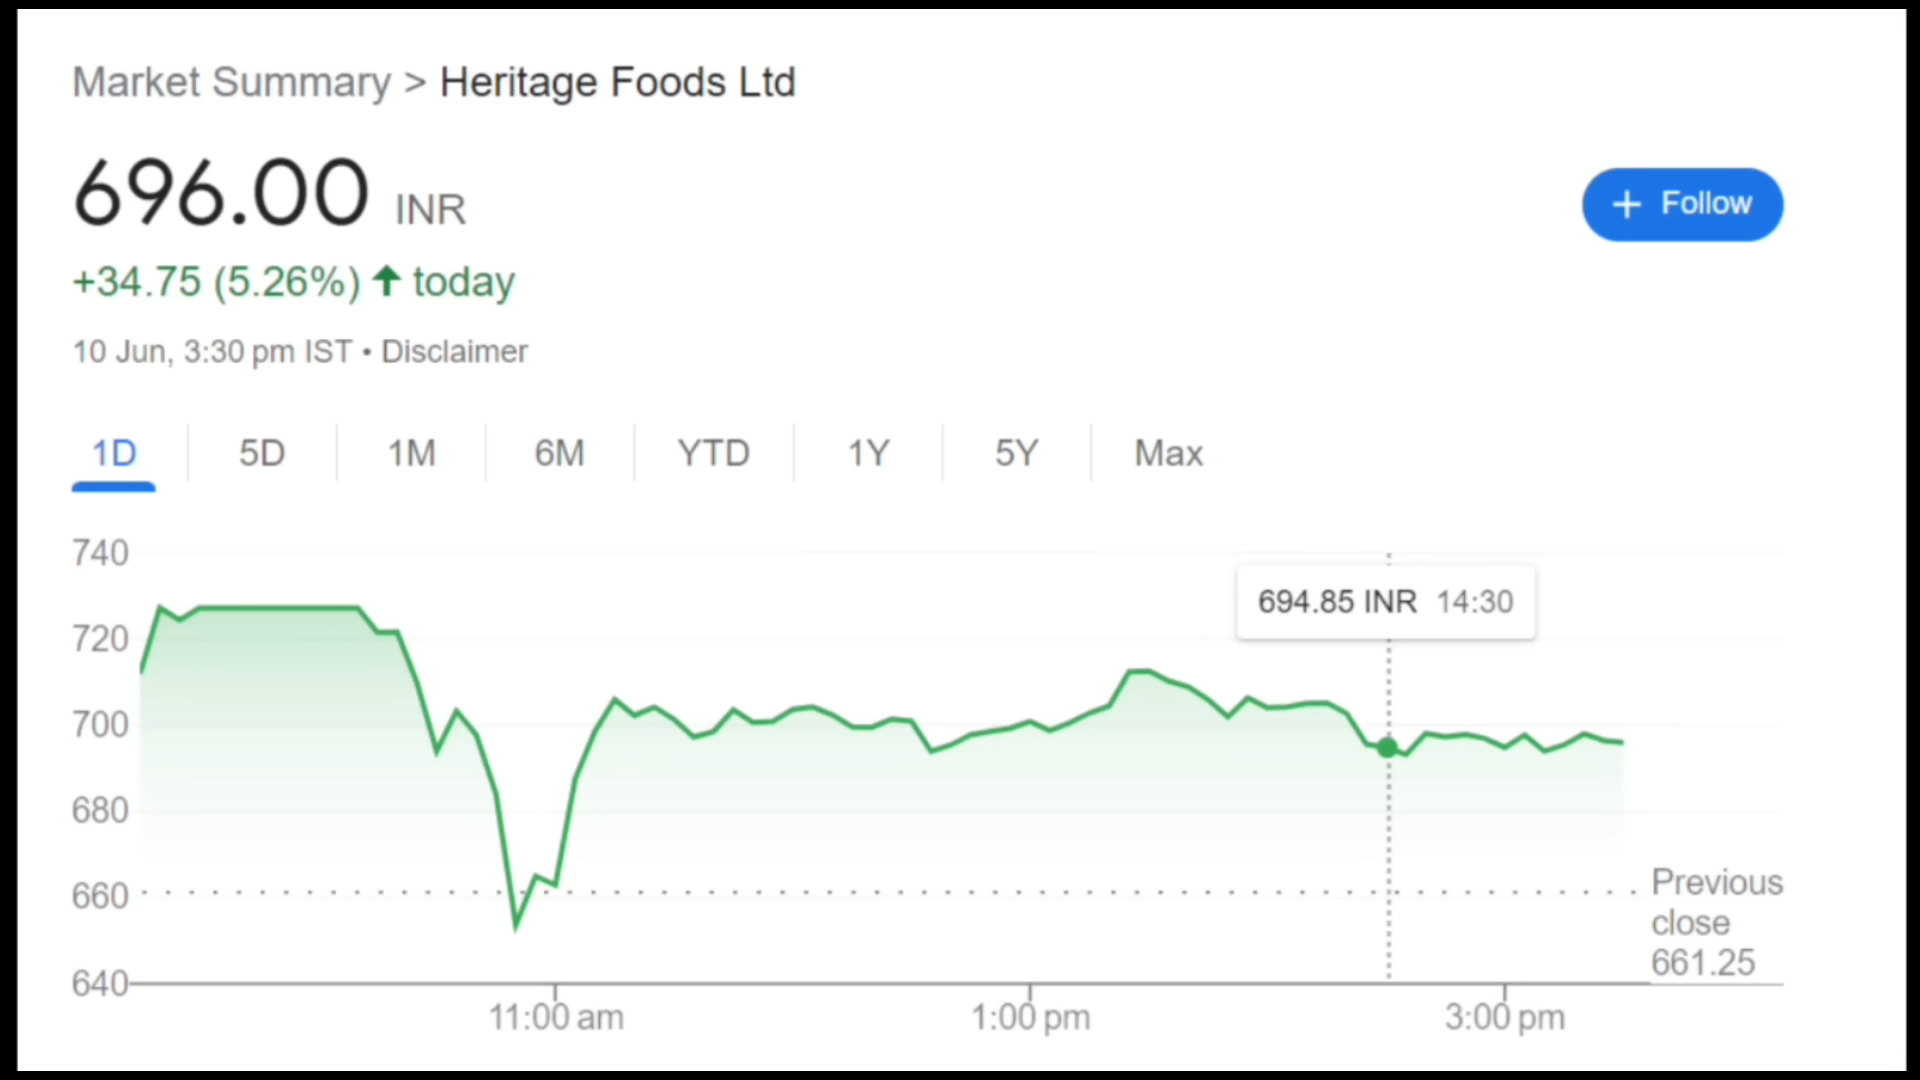 Market Summary > Heritage Foods Ltd
696.00 INR
+ Follow
+34.75 (5.26%) ↑ today
10 Jun, 3:30 pm IST • Disclaimer
1D 5D 1M 6M YTD 1Y 5Y Max
740
694.85 INR 14:30
720
700
680
660
Previous
close
661.25
640
11:00 am 1:00 pm 3:00 pm